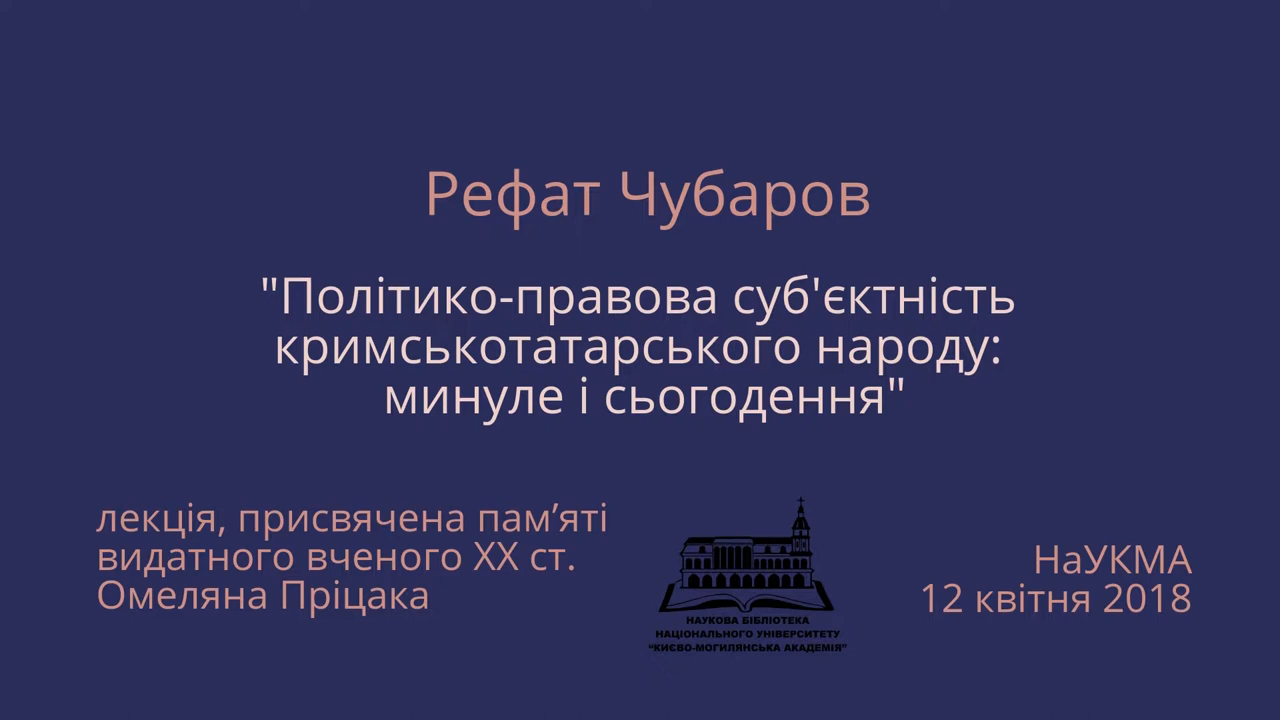 Рефат Чубаров
"Політико-правова суб'єктність
кримськотатарського народу:
минуле і сьогодення"
лекція, присвячена пам’яті
видатного вченого ХХ ст.
Омеляна Пріцака
НАУКОВА БІБЛІОТЕКА
НАЦІОНАЛЬНОГО УНІВЕРСИТЕТУ
“КИЄВО-МОГИЛЯНСЬКА АКАДЕМІЯ”
НаУКМА
12 квітня 2018